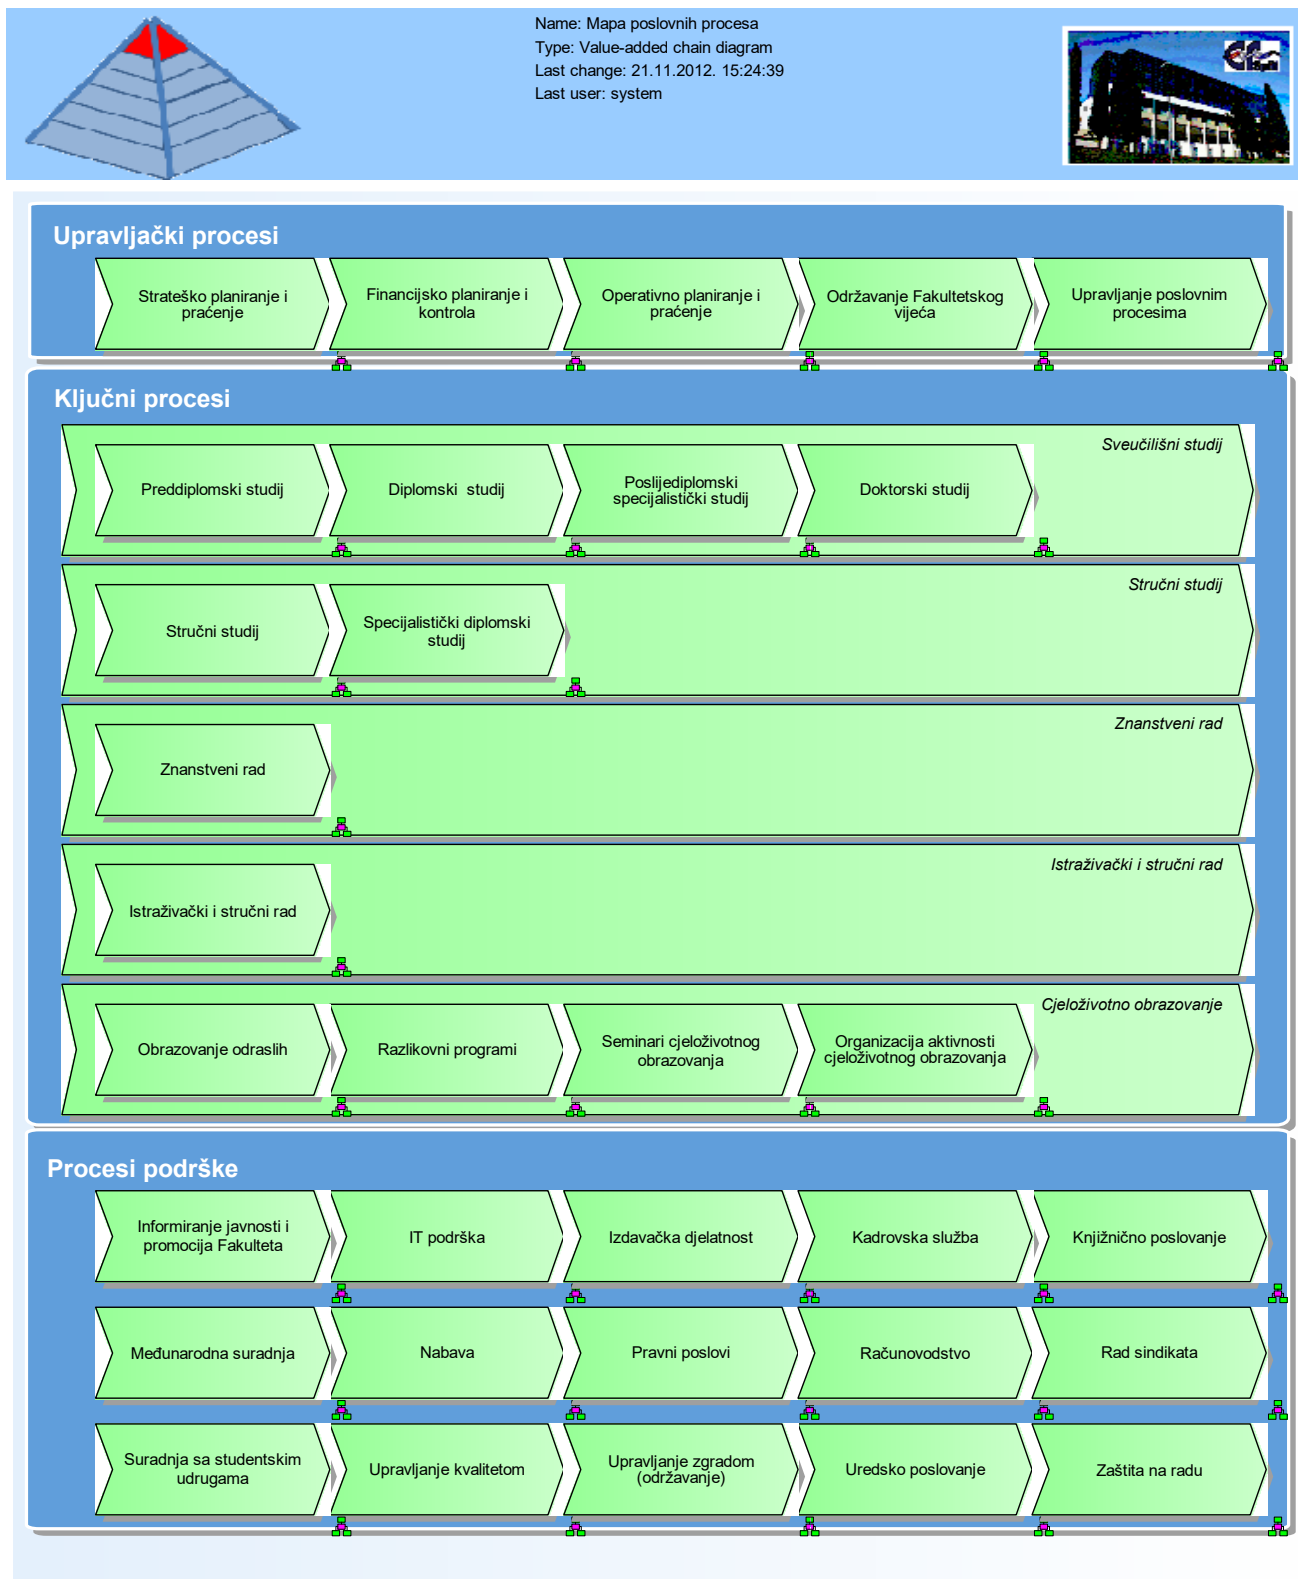 Name: Mapa poslovnih procesa
Type: Value-added chain diagram
Last change: 21.11.2012. 15:24:39
Last user: system
Upravljački procesi
Strateško planiranje i
praćenje
Financijsko planiranje i
kontrola
Operativno planiranje i
praćenje
Održavanje Fakultetskog
vijeća
Upravljanje poslovnim
procesima
Ključni procesi
Sveučilišni studij
Preddiplomski studij
Diplomski  studij
Poslijediplomski
specijalistički studij
Doktorski studij
Stručni studij
Stručni studij
Specijalistički diplomski
studij
Znanstveni rad
Znanstveni rad
Istraživački i stručni rad
Istraživački i stručni rad
Cjeloživotno obrazovanje
Obrazovanje odraslih
Razlikovni programi
Seminari cjeloživotnog
obrazovanja
Organizacija aktivnosti
cjeloživotnog obrazovanja
Procesi podrške
Informiranje javnosti i
promocija Fakulteta
IT podrška
Izdavačka djelatnost
Kadrovska služba
Knjižnično poslovanje
Međunarodna suradnja
Nabava
Pravni poslovi
Računovodstvo
Rad sindikata
Suradnja sa studentskim
udrugama
Upravljanje kvalitetom
Upravljanje zgradom
(održavanje)
Uredsko poslovanje
Zaštita na radu